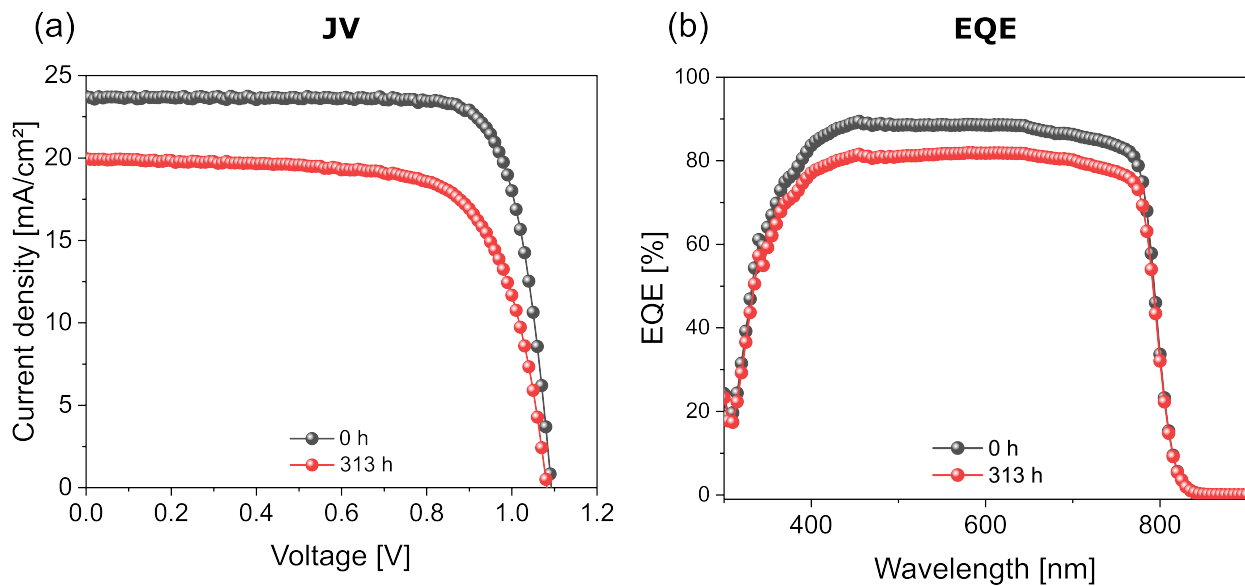 (a)
JV
Current density [mA/cm²]
25
20
15
10
5
0
0 h
313 h
0.0 0.2 0.4 0.6 0.8 1.0 1.2
Voltage [V]
(b)
EQE
EQE [%]
100
80
60
40
20
0
0 h
313 h
400 600 800
Wavelength [nm]